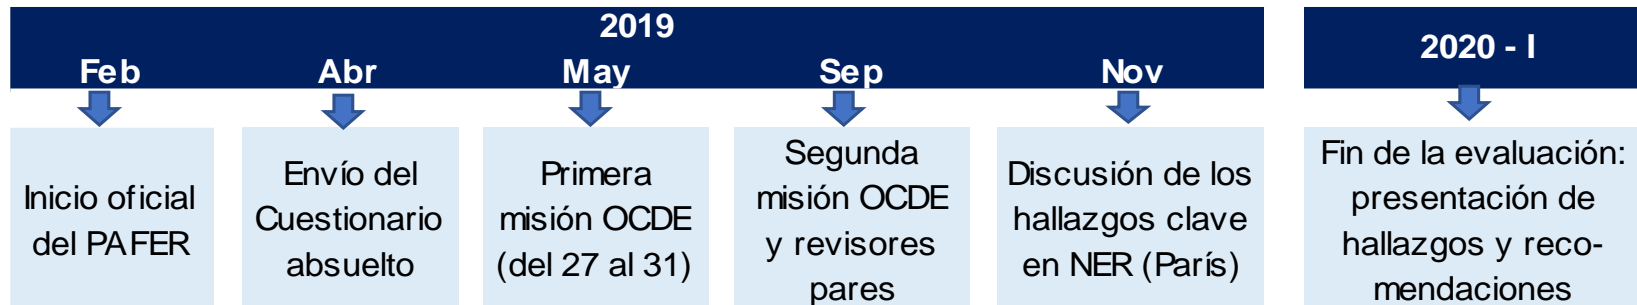 2019
Feb
Abr
May
Sep
Nov
2020 - I
Inicio oficial
del PAFER
Envío del
Cuestionario
absuelto
Primera
misión OCDE
(del 27 al 31)
Segunda
misión OCDE
y revisores
pares
Discusión de los
hallazgos clave
en NER (París)
Fin de la evaluación:
presentación de
hallazgos y reco-
mendaciones